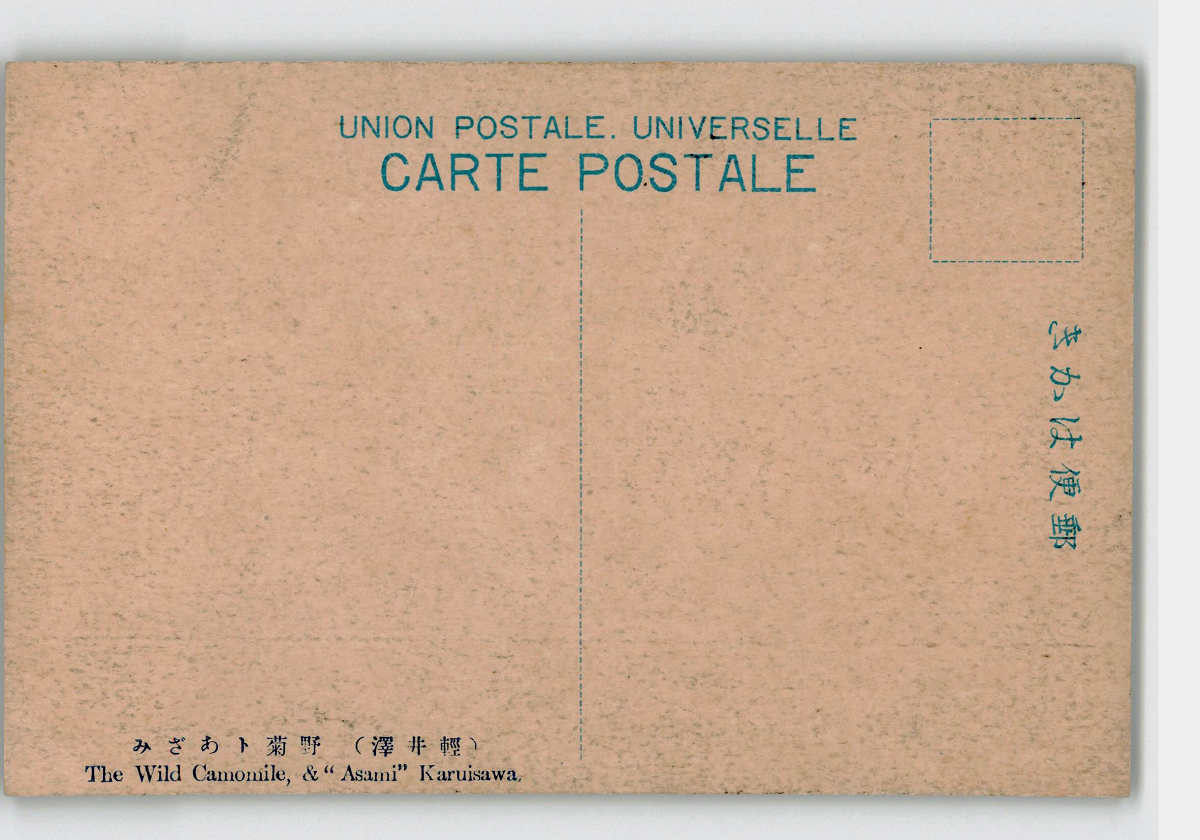 UNION POSTALE. UNIVERSELLE
CARTE POSTALE
郵便はかき
（輕井澤）野菊トあざみ
The Wild Camomile, & “Asami” Karuisawa.